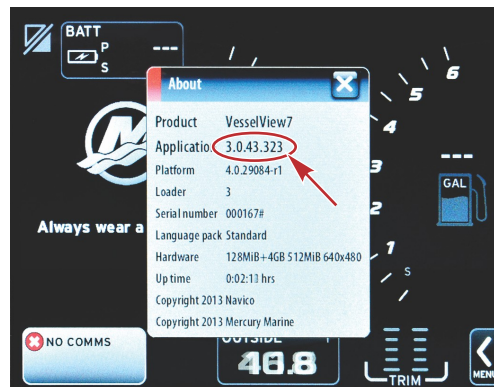 BATT
P
S
---
6
5
4
3
2
1
S
About
X
Product VesselView7
Applicatio 3.0.43.323
Platform 4.0.29084-r1
Loader 3
Serial number 000167#
Language pack Standard
Hardware 128MiB+4GB 512MiB 640x480
Up time 0:02:11 hrs
Copyright 2013 Navico
Copyright 2013 Mercury Marine
Always wear a
---
GAL
NO COMMS
OUTSIDE
40.8
TRIM
MENU